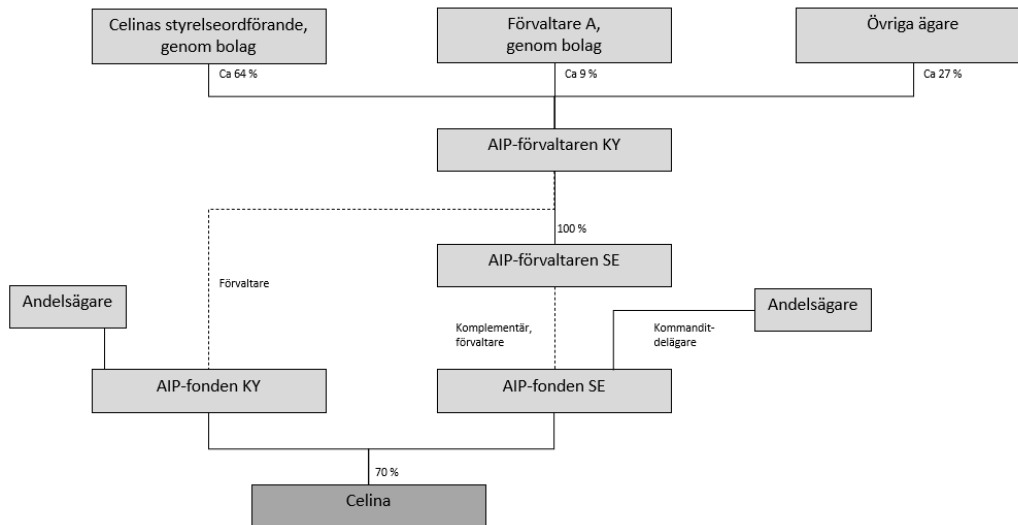 Celinas styrelseordförande,
genom bolag
Förvaltare A,
genom bolag
Övriga ägare
Ca 64 %
Ca 9 %
Ca 27 %
AIP-förvaltaren KY
100 %
AIP-förvaltaren SE
Förvaltare
Andelsägare
Andelsägare
Komplementär,
förvaltare
Kommandit-
delägare
AIP-fonden KY
AIP-fonden SE
70 %
Celina